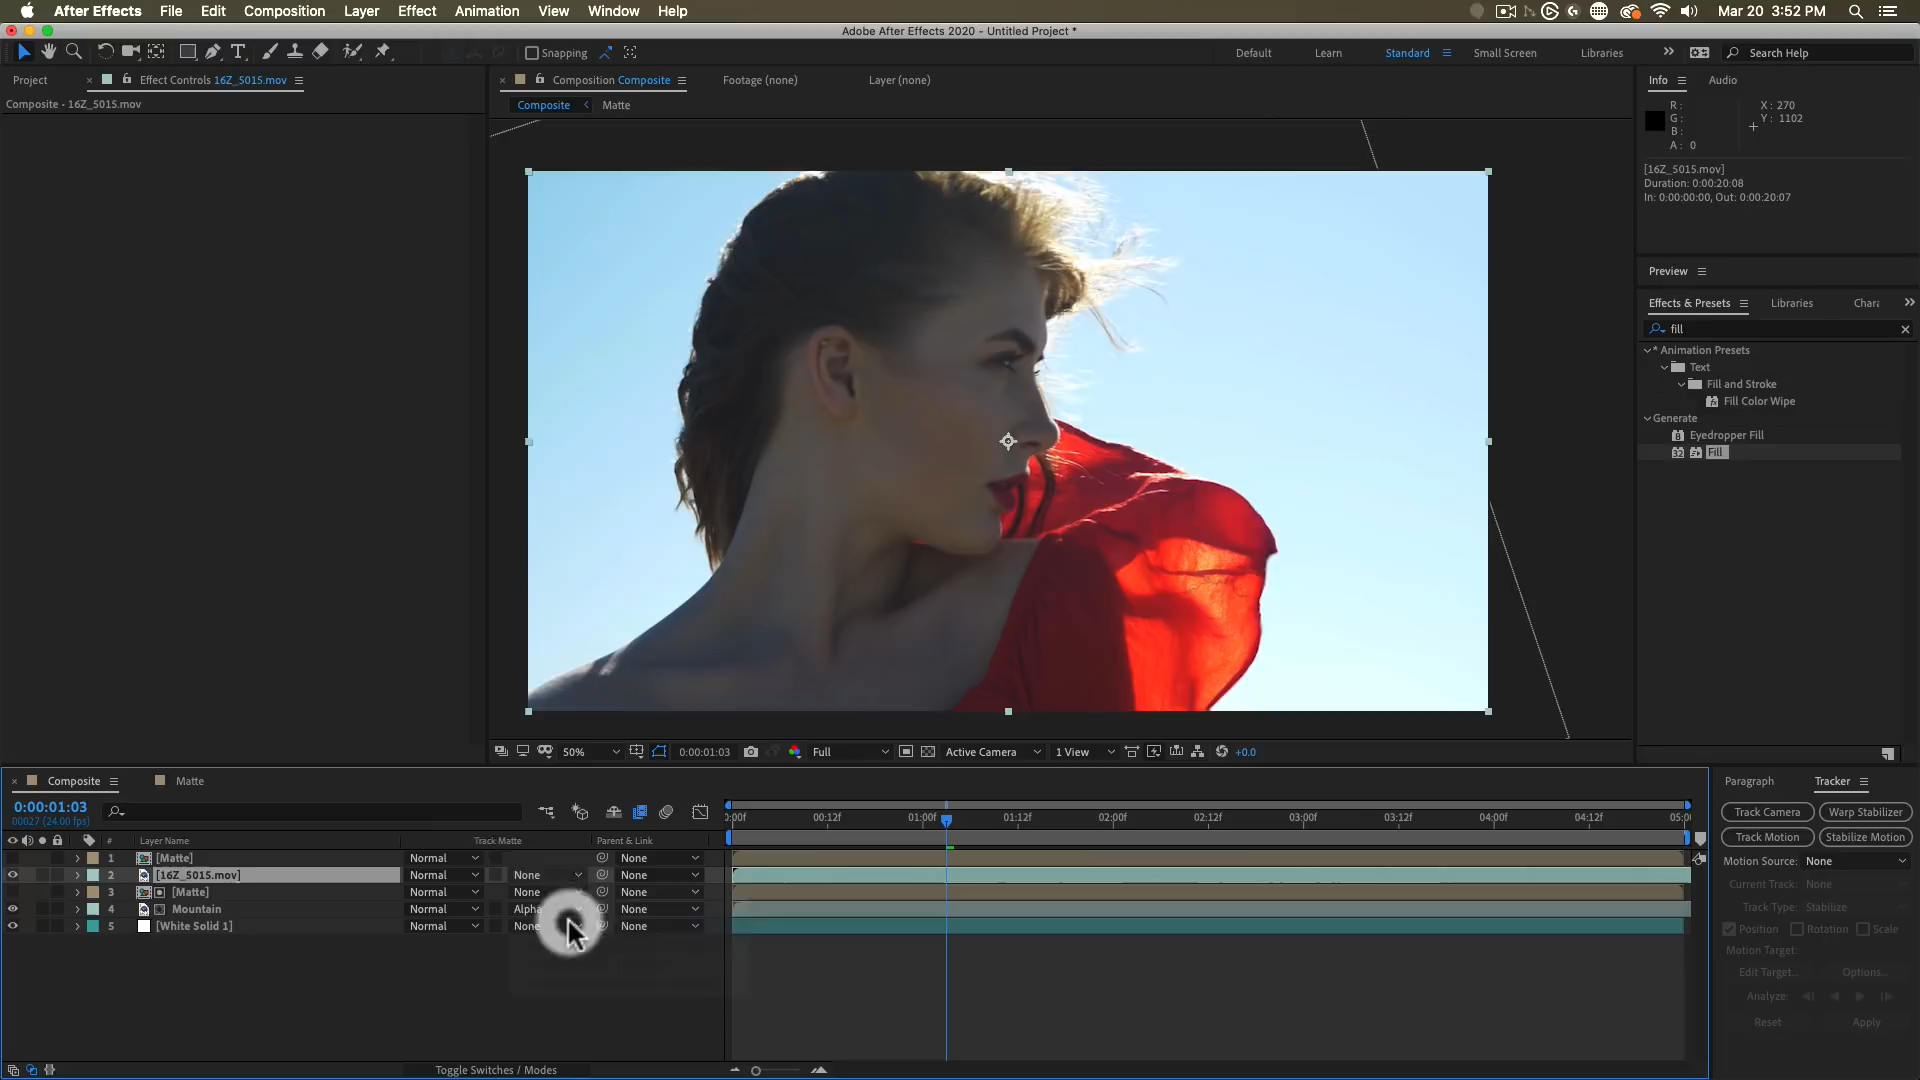 After Effects File Edit Composition Layer Effect Animation View Window Help Mar 20 3:52 PM
Adobe After Effects 2020 - Untitled Project *
Snapping Default Learn Standard Small Screen Libraries Search Help
Project Effect Controls 16Z_5015.mov Composition Composite Footage (none) Layer (none) Info Audio
Composite - 16Z_5015.mov Composite Matte
R :
G :
B :
A : 0
X : 270
Y : 1102
[16Z_5015.mov]
Duration: 0:00:20:08
In: 0:00:00:00, Out: 0:00:20:07
Preview
Effects & Presets Libraries Chara
fill
* Animation Presets
Text
Fill and Stroke
Fill Color Wipe
Generate
Eyedropper Fill
Fill
50% 0:00:01:03 Full Active Camera 1 View +0.0
Composite Matte
0:00:01:03
00027 (24.00 fps)
# Layer Name Track Matte Parent & Link
:00f 00:12f 01:00f 01:12f 02:00f 02:12f 03:00f 03:12f 04:00f 04:12f 05:0
1 [Matte] Normal None
2 [16Z_5015.mov] Normal None None
3 [Matte] Normal None None
4 Mountain Normal Alpha None
5 [White Solid 1] Normal None None
Toggle Switches / Modes
Paragraph Tracker
Track Camera Warp Stabilizer
Track Motion Stabilize Motion
Motion Source: None
Current Track: None
Track Type: Stabilize
Position Rotation Scale
Motion Target:
Edit Target... Options...
Analyze:
Reset Apply